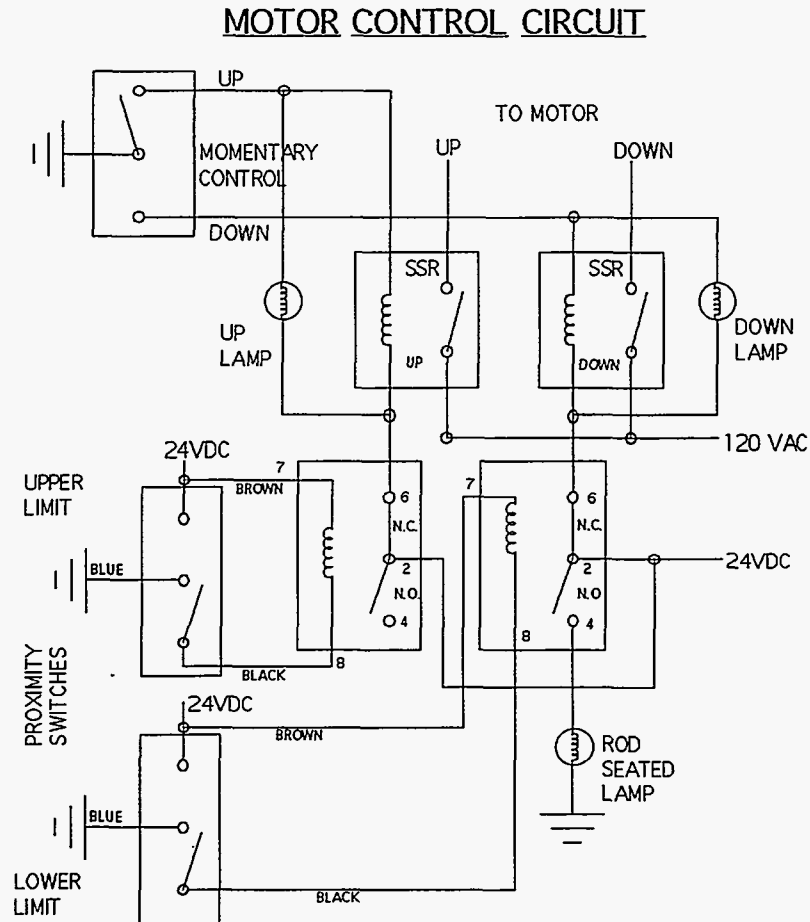 MOTOR CONTROL CIRCUIT
UP
TO MOTOR
MOMENTARY
CONTROL
UP
DOWN
DOWN
SSR
SSR
UP
LAMP
DOWN
LAMP
UP
DOWN
120 VAC
24VDC
7
BROWN
UPPER
LIMIT
6
N.C.
2
N.O.
4
7
6
N.C.
2
N.O
4
24VDC
BLUE
8
8
BLACK
PROXIMITY
SWITCHES
24VDC
BROWN
ROD
SEATED
LAMP
BLUE
LOWER
LIMIT
BLACK